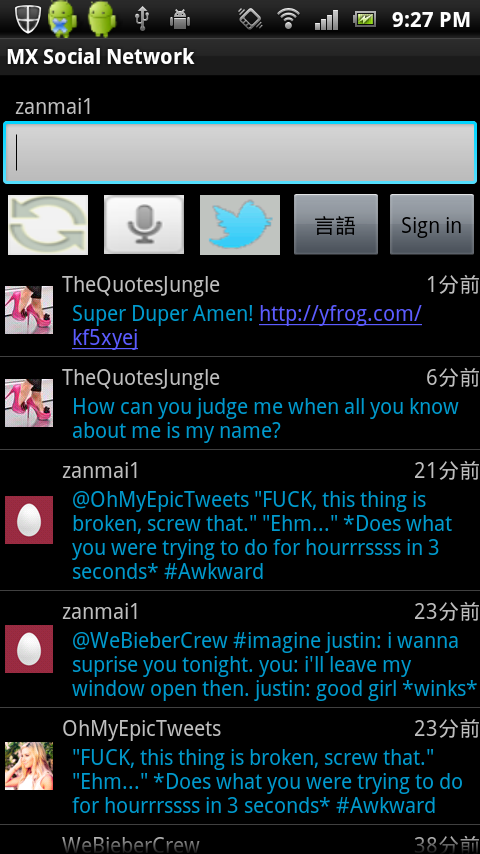 9:27 PM
MX Social Network
zanmai1
言語
Sign in
TheQuotesJungle 1分前
Super Duper Amen! http://yfrog.com/
kf5xyej
TheQuotesJungle 6分前
How can you judge me when all you know
about me is my name?
zanmai1 21分前
@OhMyEpicTweets "FUCK, this thing is
broken, screw that." "Ehm..." *Does what
you were trying to do for hourrrssss in 3
seconds* #Awkward
zanmai1 23分前
@WeBieberCrew #imagine justin: i wanna
suprise you tonight. you: i'll leave my
window open then. justin: good girl *winks*
OhMyEpicTweets 23分前
"FUCK, this thing is broken, screw that."
"Ehm..." *Does what you were trying to do
for hourrrssss in 3 seconds* #Awkward
WeBieberCrew 38分前